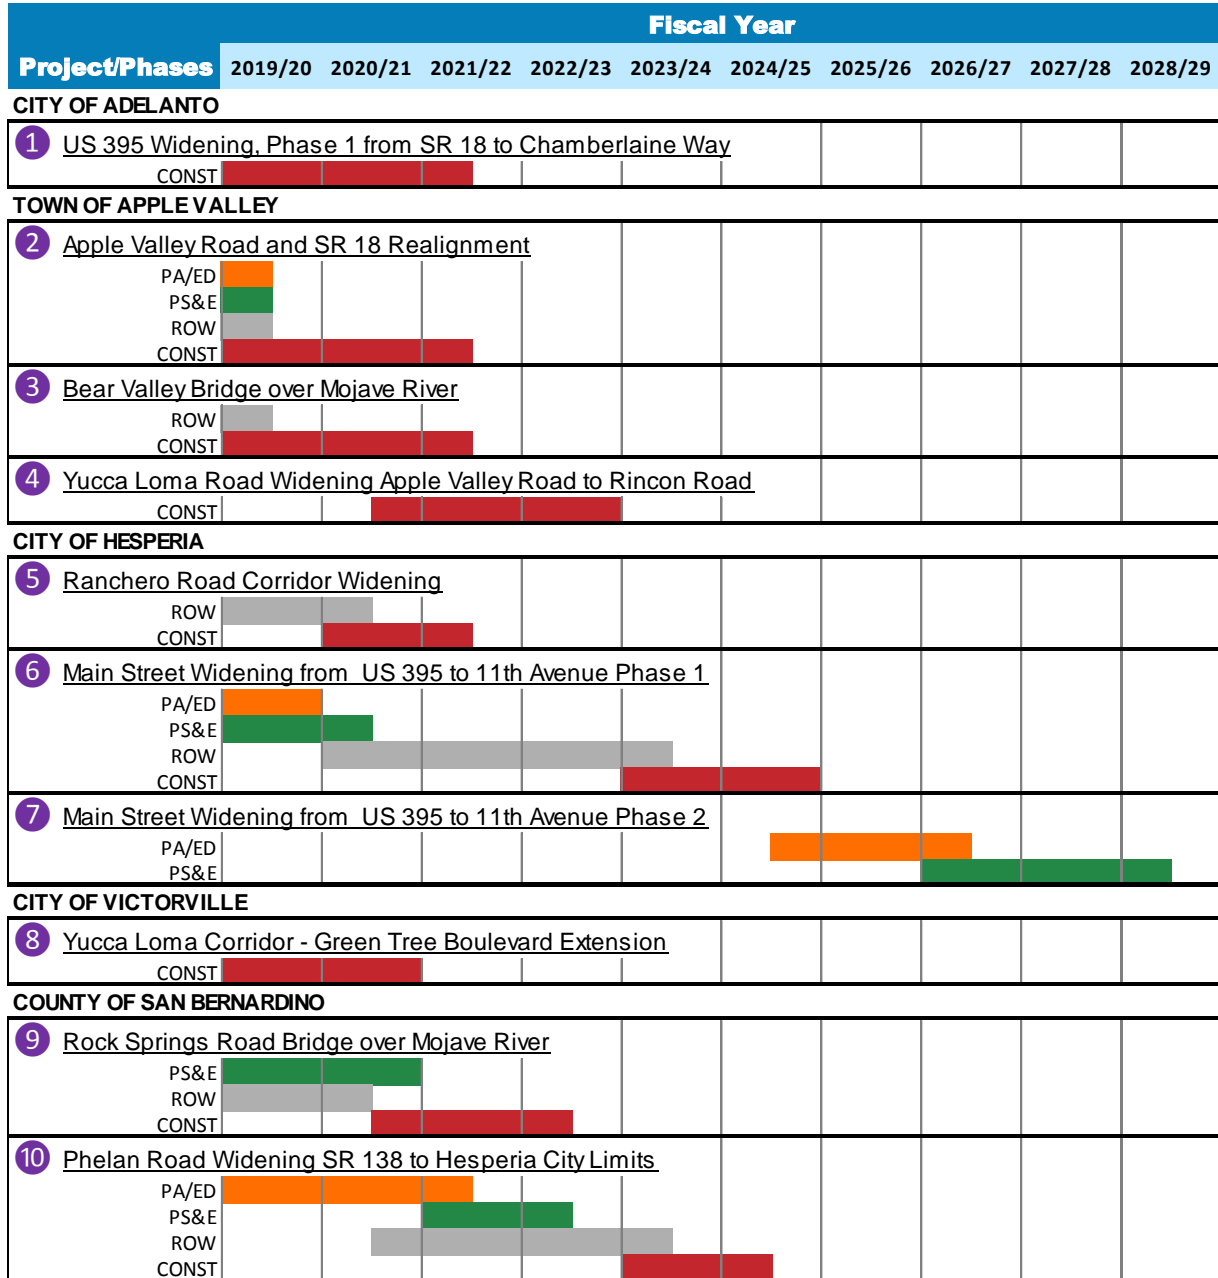 Fiscal Year
Project/Phases 2019/20 2020/21 2021/22 2022/23 2023/24 2024/25 2025/26 2026/27 2027/28 2028/29
CITY OF ADELANTO
1 US 395 Widening, Phase 1 from SR 18 to Chamberlaine Way
CONST
TOWN OF APPLE VALLEY
2 Apple Valley Road and SR 18 Realignment
PA/ED
PS&E
ROW
CONST
3 Bear Valley Bridge over Mojave River
ROW
CONST
4 Yucca Loma Road Widening Apple Valley Road to Rincon Road
CONST
CITY OF HESPERIA
5 Ranchero Road Corridor Widening
ROW
CONST
6 Main Street Widening from US 395 to 11th Avenue Phase 1
PA/ED
PS&E
ROW
CONST
7 Main Street Widening from US 395 to 11th Avenue Phase 2
PA/ED
PS&E
CITY OF VICTORVILLE
8 Yucca Loma Corridor - Green Tree Boulevard Extension
CONST
COUNTY OF SAN BERNARDINO
9 Rock Springs Road Bridge over Mojave River
PS&E
ROW
CONST
10 Phelan Road Widening SR 138 to Hesperia City Limits
PA/ED
PS&E
ROW
CONST